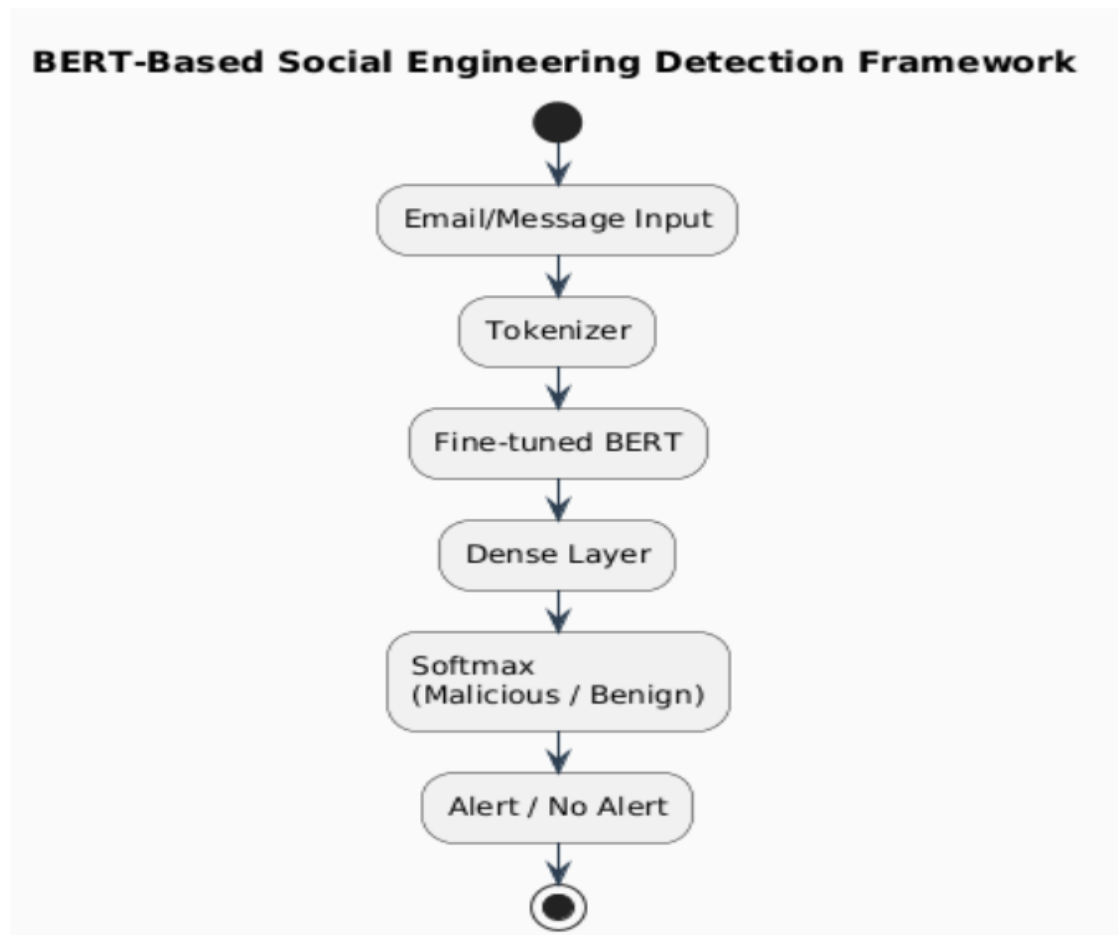 BERT-Based Social Engineering Detection Framework
Email/Message Input
Tokenizer
Fine-tuned BERT
Dense Layer
Softmax
(Malicious / Benign)
Alert / No Alert